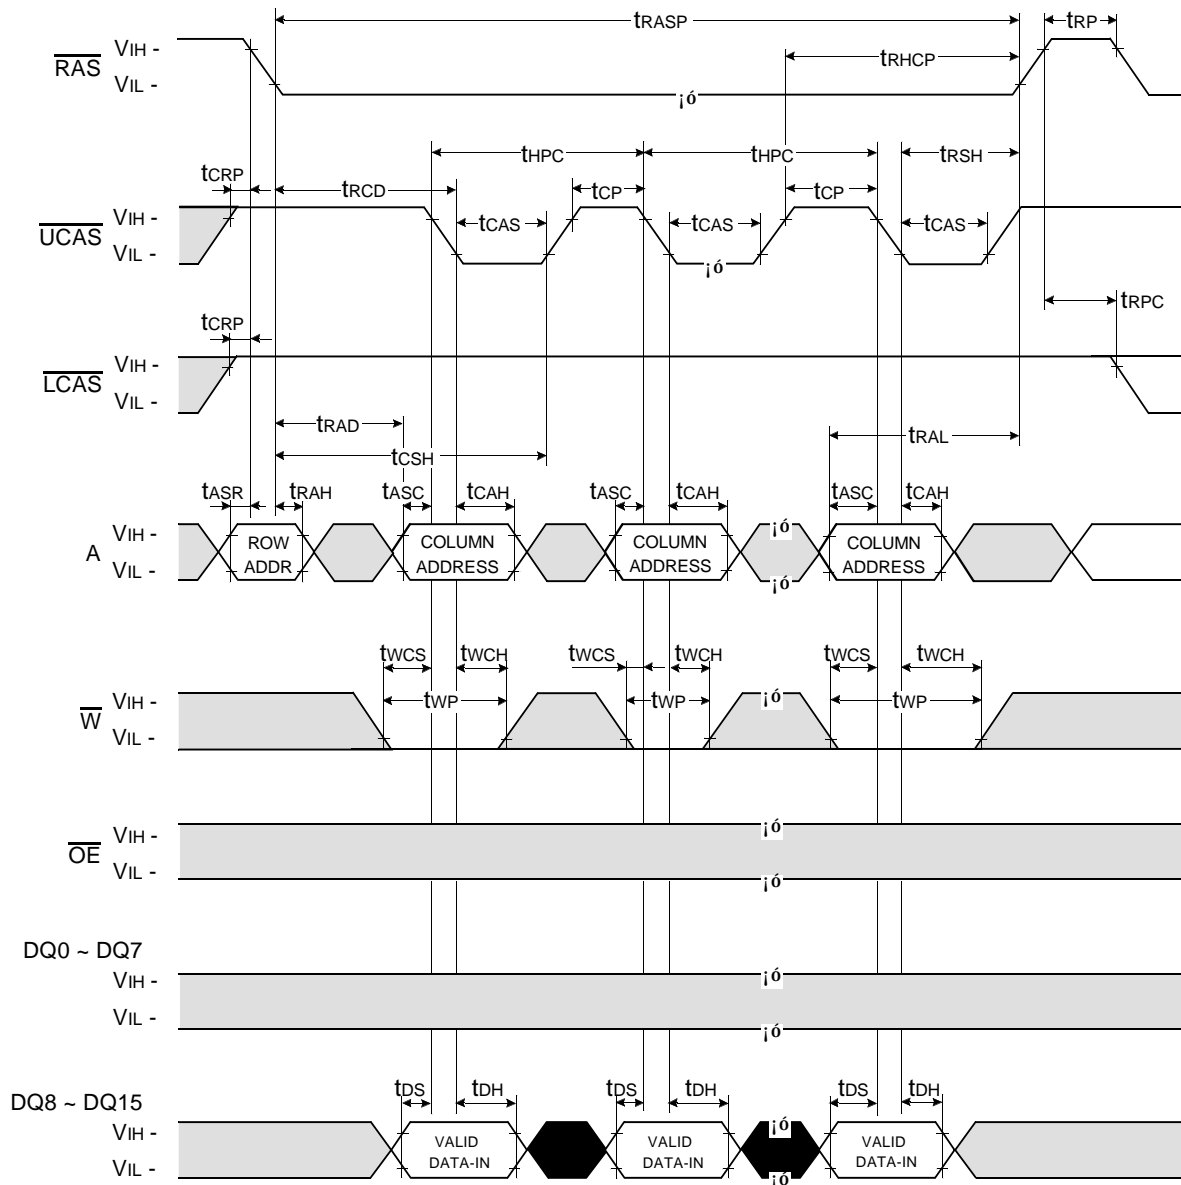 tRASP tRP
RAS VIH -
VIL -
tRHCP
¡ó
tHPC tHPC tRSH
tCRP tRCD tCP tCP
UCAS VIH -
VIL -
tCAS tCAS tCAS
¡ó
tRPC
tCRP
LCAS VIH -
VIL -
tRAD tRAL
tCSH
tASR tRAH tASC tCAH tASC tCAH tASC tCAH
A VIH -
VIL -
ROW
ADDR
COLUMN
ADDRESS
COLUMN
ADDRESS
¡ó
¡ó
COLUMN
ADDRESS
tWCS tWCH tWCS tWCH tWCS tWCH
tWP tWP tWP
W VIH -
VIL -
¡ó
¡ó
OE VIH -
VIL -
¡ó
¡ó
DQ0 ~ DQ7
VIH -
VIL -
¡ó
¡ó
tDS tDH tDS tDH tDS tDH
DQ8 ~ DQ15
VIH -
VIL -
VALID
DATA-IN
VALID
DATA-IN
¡ó
¡ó
VALID
DATA-IN